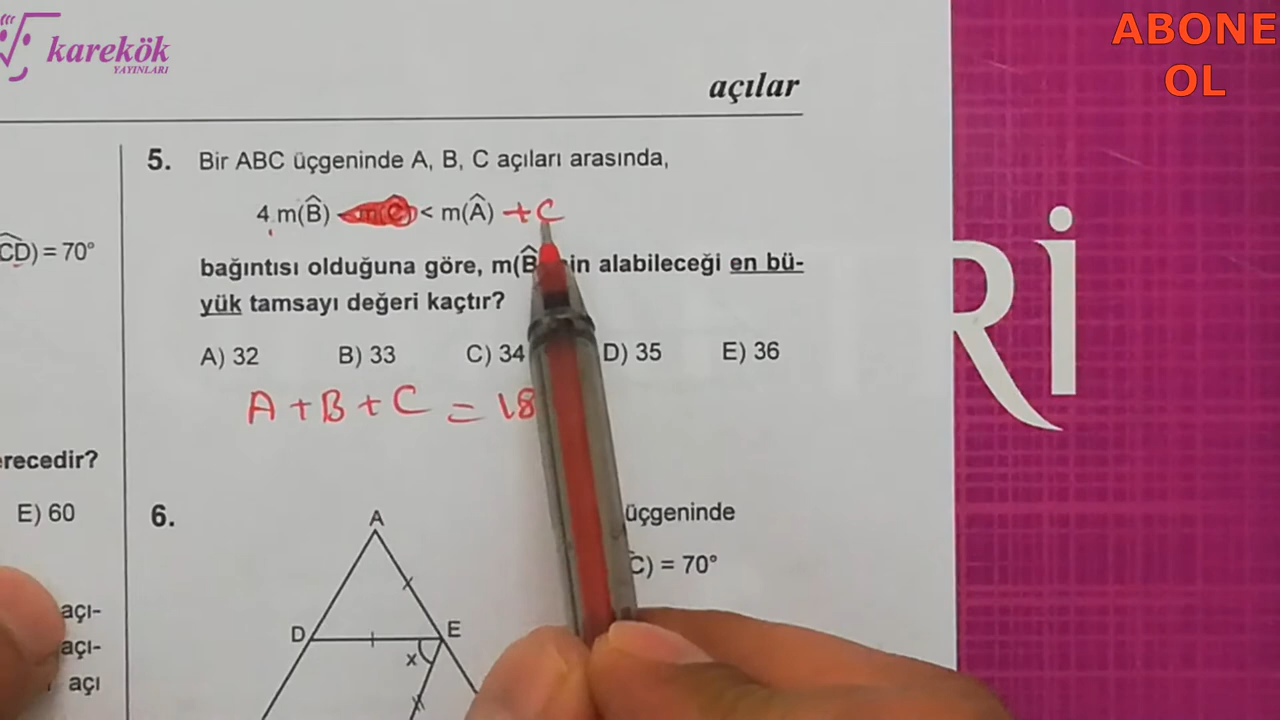 karekök
YAYINLARI
ABONE
OL
açılar
CD) = 70°
erecedir?
E) 60
açı-
açı-
açı
5. Bir ABC üçgeninde A, B, C açıları arasında,
4 m(B̂) - m(Ĉ) < m(Â) + C
bağıntısı olduğuna göre, m(B̂ nin alabileceği en bü-
yük tamsayı değeri kaçtır?
A) 32 B) 33 C) 34 D) 35 E) 36
A + B + C = 18
6. üçgeninde
C) = 70°
A
D E
x
Rİ